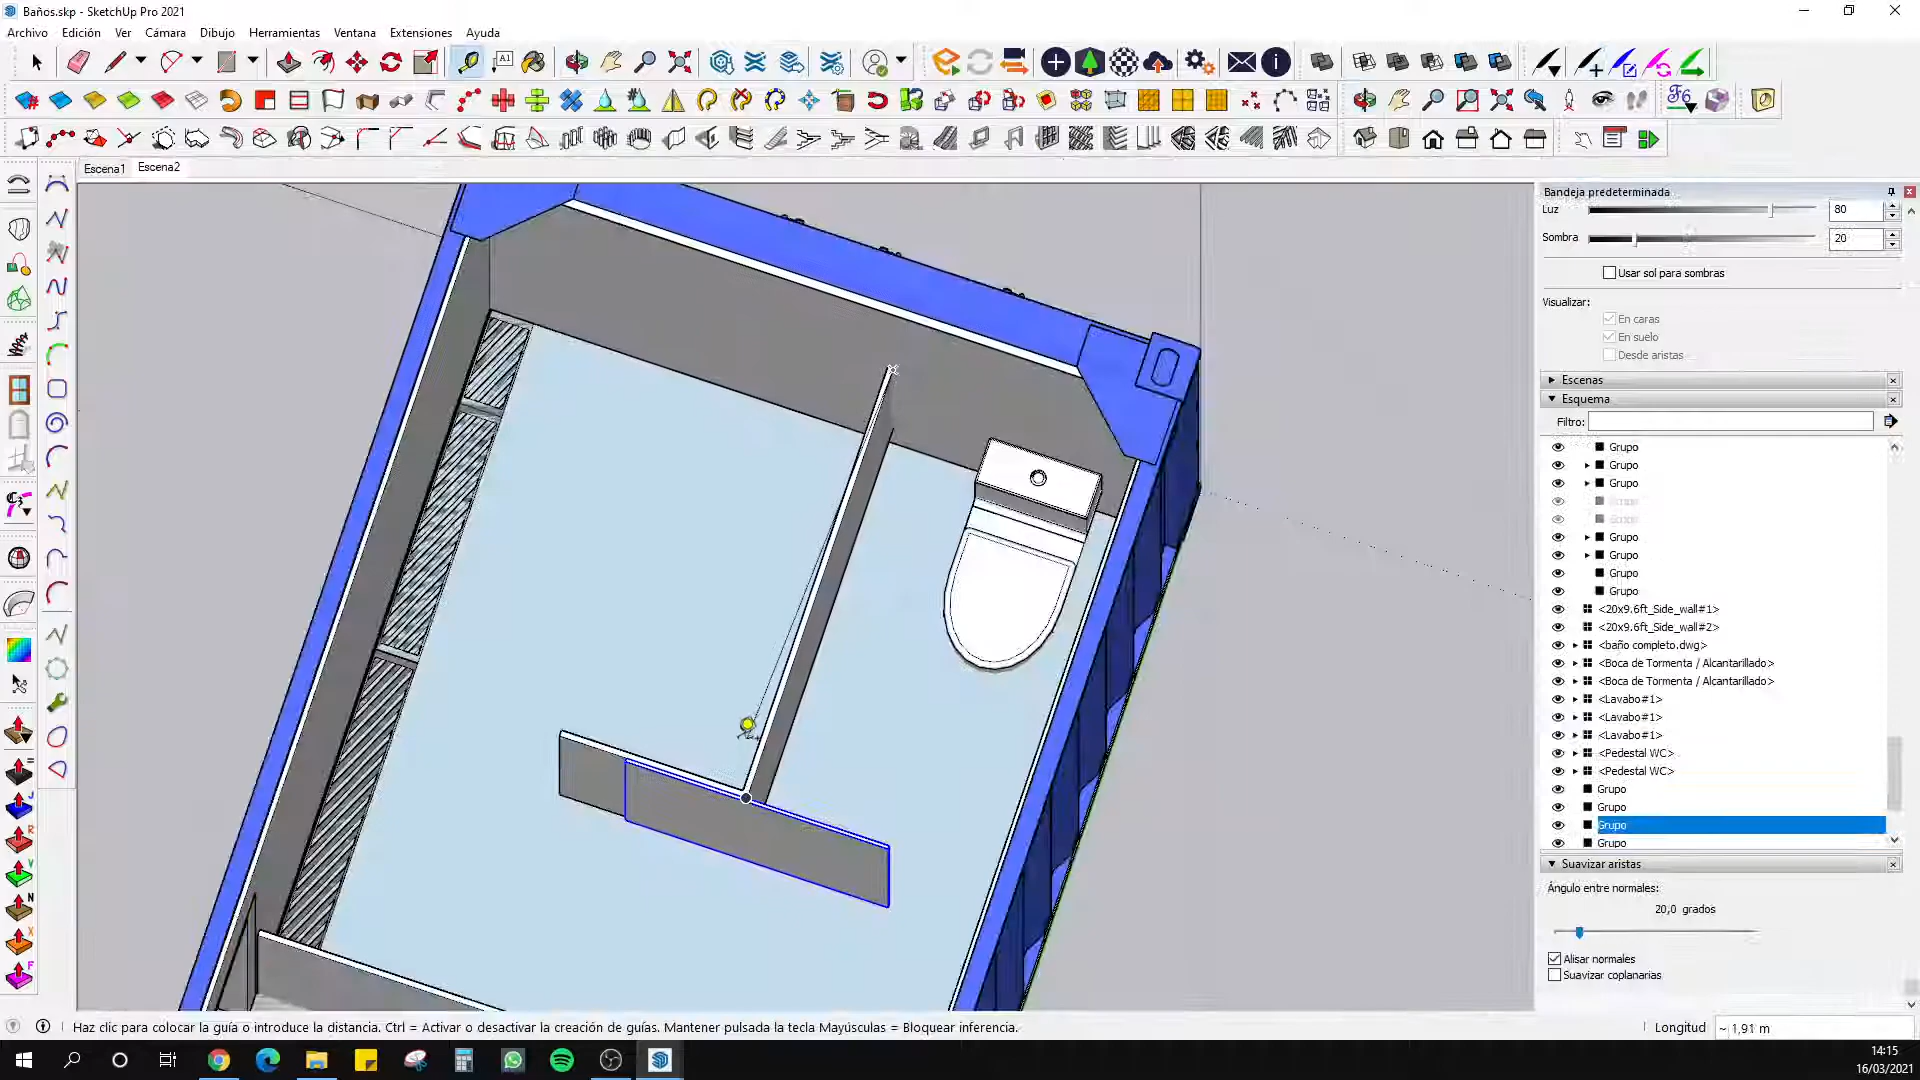 Baños.skp - SketchUp Pro 2021
Archivo Edición Ver Cámara Dibujo Herramientas Ventana Extensiones Ayuda
A1
Escena1 Escena2
Bandeja predeterminada
Luz 80
Sombra 20
Usar sol para sombras
Visualizar:
En caras
En suelo
Desde aristas
Escenas
Esquema
Filtro:
Grupo
Grupo
Grupo
Grupo
Grupo
Grupo
Grupo
Grupo
Grupo
<20x9.6ft_Side_wall#1>
<20x9.6ft_Side_wall#2>
<baño completo.dwg>
<Boca de Tormenta / Alcantarillado>
<Boca de Tormenta / Alcantarillado>
<Lavabo#1>
<Lavabo#1>
<Lavabo#1>
<Pedestal WC>
<Pedestal WC>
Grupo
Grupo
Grupo
Grupo
Suavizar aristas
Ángulo entre normales:
20,0 grados
Alisar normales
Suavizar coplanarias
Haz clic para colocar la guía o introduce la distancia. Ctrl = Activar o desactivar la creación de guías. Mantener pulsada la tecla Mayúsculas = Bloquear inferencia.
Longitud ~ 1,91 m
14:15
16/03/2021